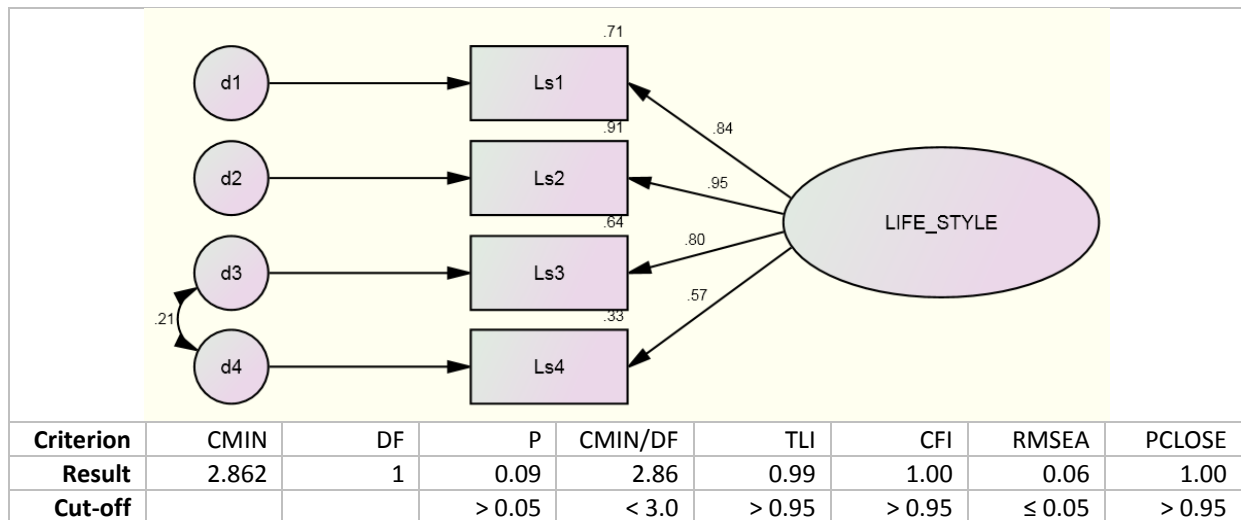 .71
d1
Ls1
.84
.91
d2
Ls2
.95
LIFE_STYLE
.64
d3
Ls3
.80
.21
.57
.33
d4
Ls4
Criterion CMIN DF P CMIN/DF TLI CFI RMSEA PCLOSE
Result 2.862 1 0.09 2.86 0.99 1.00 0.06 1.00
Cut-off > 0.05 < 3.0 > 0.95 > 0.95 ≤ 0.05 > 0.95